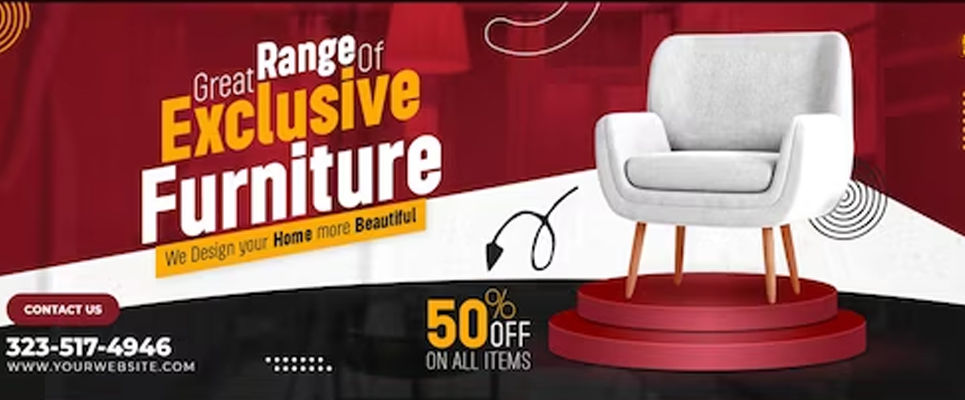 Great Range Of
Exclusive
Furniture
We Design your Home more Beautiful
CONTACT US
323-517-4946
WWW.YOURWEBSITE.COM
50% OFF
ON ALL ITEMS